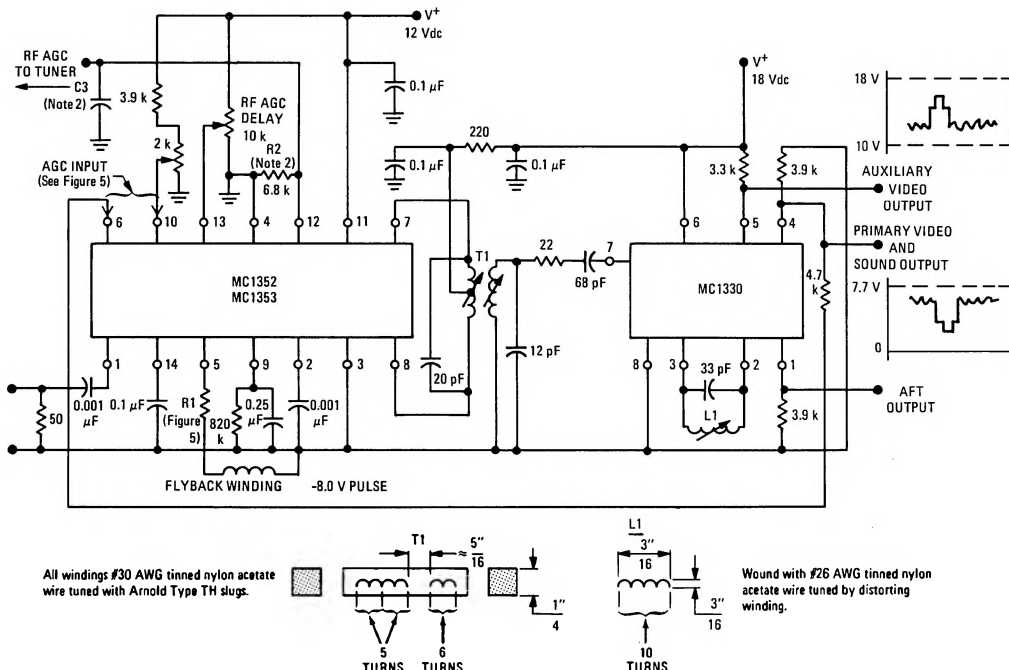 V+
12 Vdc
RF AGC
TO TUNER
C3
(Note 2)
3.9 k
RF AGC
DELAY
10 k
2 k
R2
(Note 2)
6.8 k
0.1 µF
AGC INPUT
(See Figure 5)
0.1
µF
220
0.1
µF
V+
18 Vdc
3.3 k
3.9 k
18 V
10 V
AUXILIARY
VIDEO
OUTPUT
6 10 13 4 12 11 7
6 5 4
PRIMARY VIDEO
AND
SOUND OUTPUT
MC1352
MC1353
T1
22
7
68 pF
MC1330
4.7
k
7.7 V
0
1 14 5 9 2 3 8
20 pF
12 pF
8 3 2 1
33 pF
L1
3.9 k
AFT
OUTPUT
50
0.001
µF
0.1 µF
R1
(Figure
5)
820
k
0.25
µF
0.001
µF
FLYBACK WINDING
-8.0 V PULSE
All windings #30 AWG tinned nylon acetate
wire tuned with Arnold Type TH slugs.
T1
≈ 5"
16
1"
4
5
TURNS
6
TURNS
L1
3"
16
3"
16
10
TURNS
Wound with #26 AWG tinned nylon
acetate wire tuned by distorting
winding.